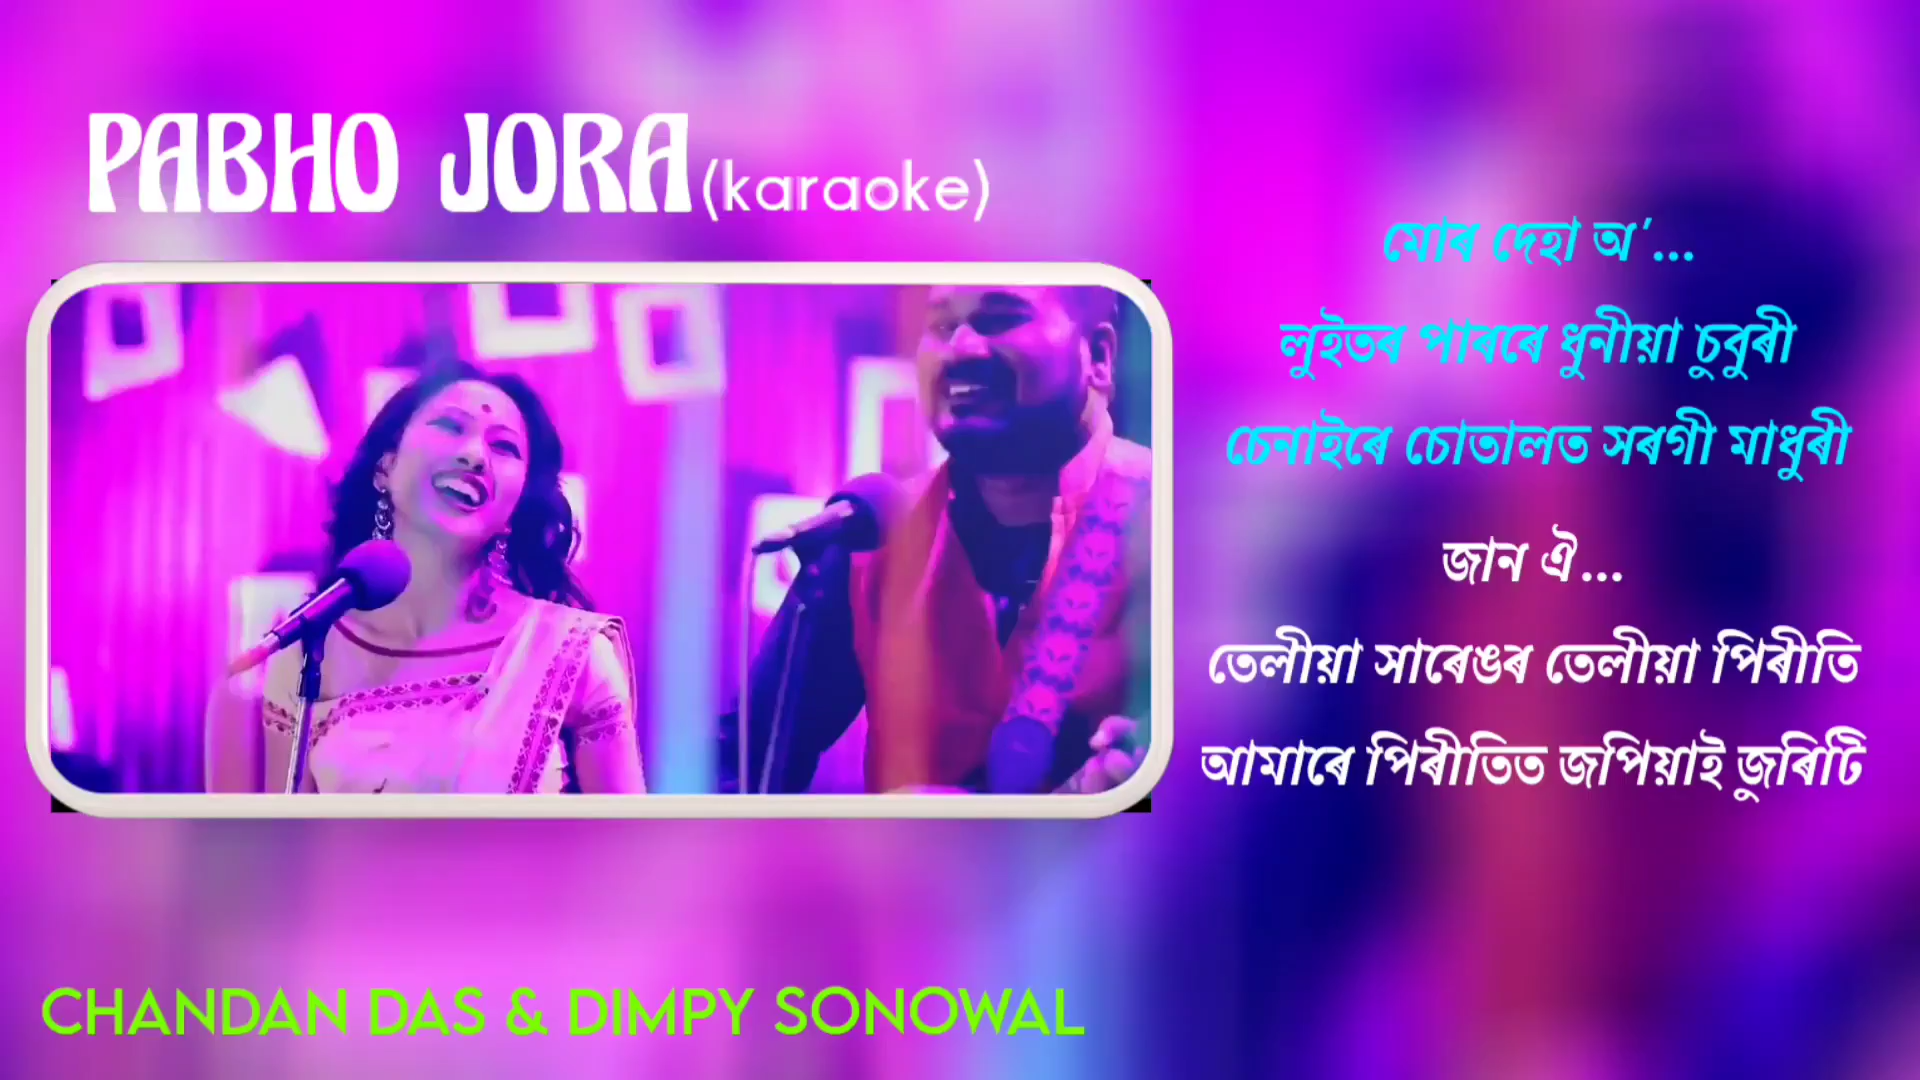 PABHO JORA (karaoke)
মোৰ দেহা অ'...
লুইতৰ পাৰৰে ধুনীয়া চুবুৰী
চেনাইৰে চোতালত সৰগী মাধুৰী
জান ঐ...
তেলীয়া সাৰেঙৰ তেলীয়া পিৰীতি
আমাৰে পিৰীতিত জপিয়াই জুৰিটি
CHANDAN DAS & DIMPY SONOWAL